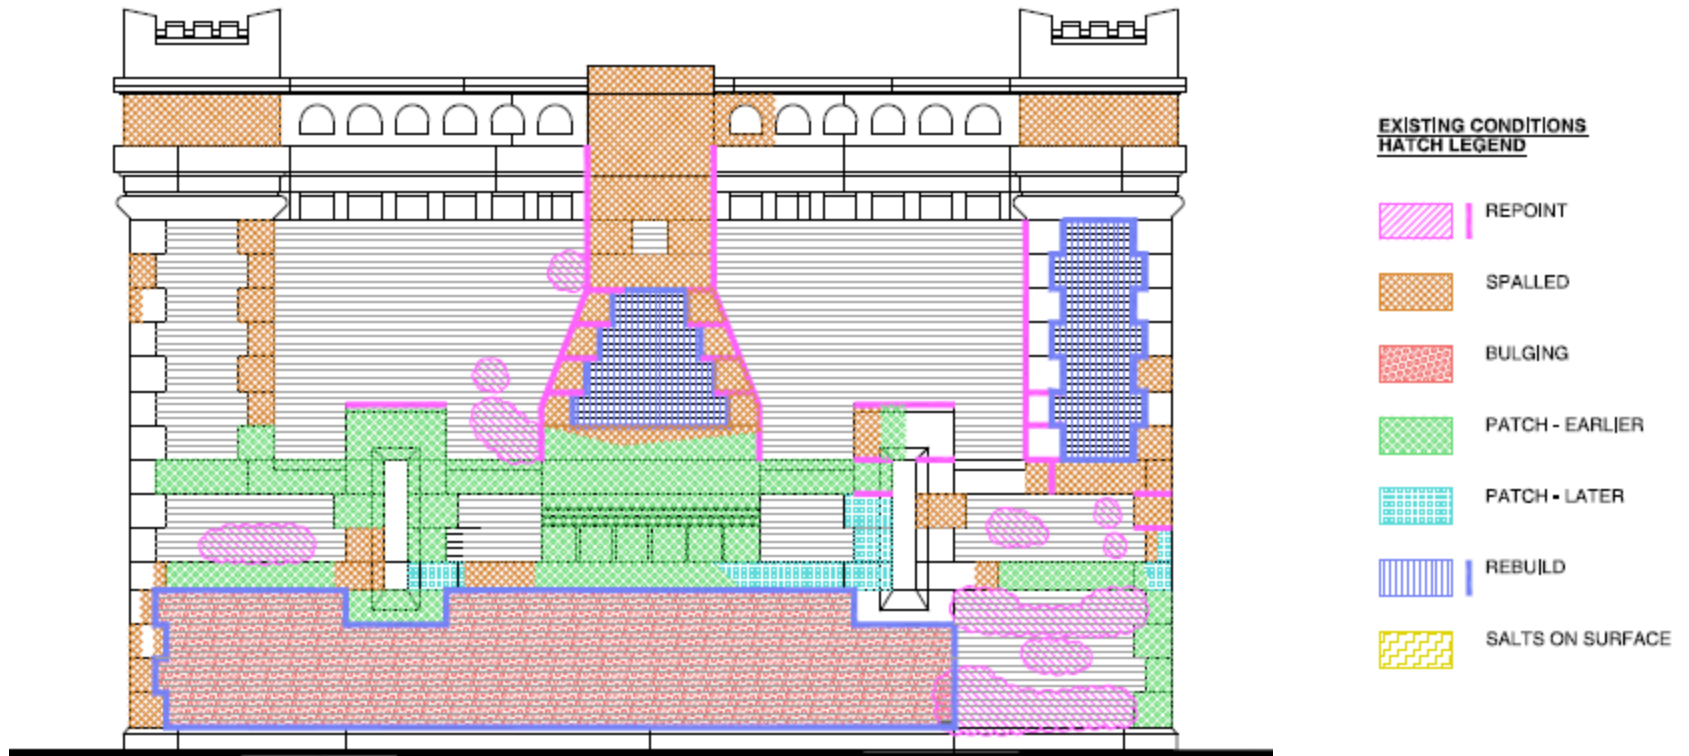 EXISTING CONDITIONS
HATCH LEGEND
REPOINT
SPALLED
BULGING
PATCH - EARLIER
PATCH - LATER
REBUILD
SALTS ON SURFACE